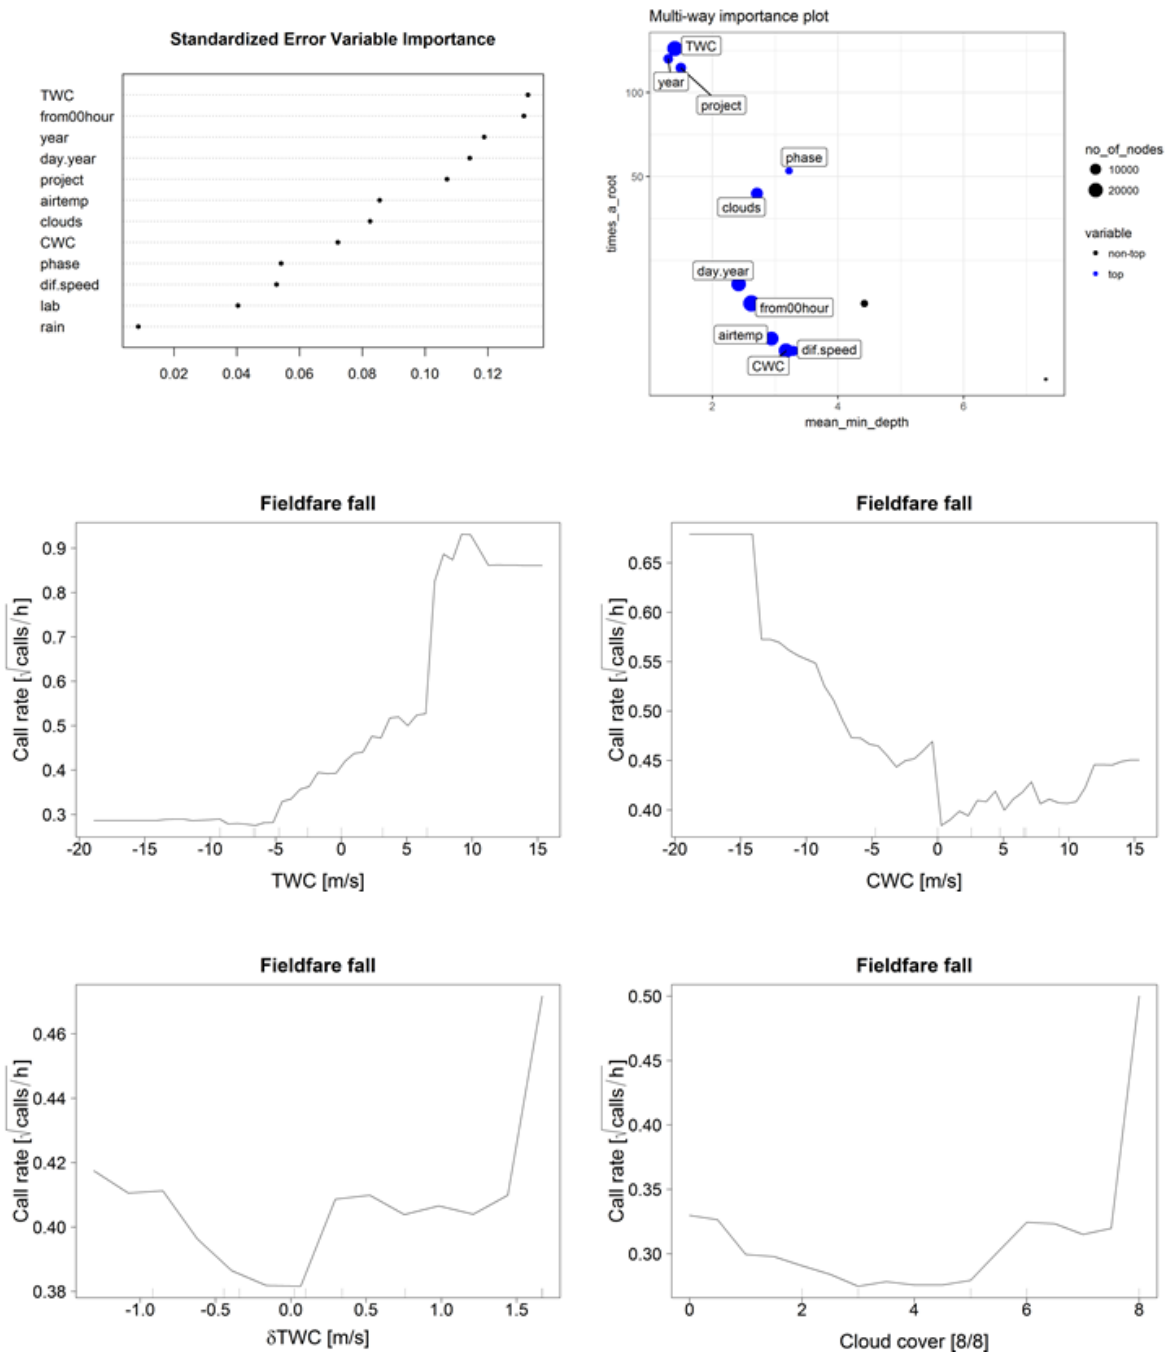 Standardized Error Variable Importance
TWC
from00hour
year
day.year
project
airtemp
clouds
CWC
phase
dif.speed
lab
rain
0.02 0.04 0.06 0.08 0.10 0.12
Multi-way importance plot
100
50
times_a_root
TWC
year
project
phase
clouds
day.year
from00hour
airtemp
dif.speed
CWC
2 4 6
mean_min_depth
no_of_nodes
10000
20000
variable
non-top
top
Fieldfare fall
Call rate [√calls/h]
0.9
0.8
0.7
0.6
0.5
0.4
0.3
-20 -15 -10 -5 0 5 10 15
TWC [m/s]
Fieldfare fall
Call rate [√calls/h]
0.65
0.60
0.55
0.50
0.45
0.40
-20 -15 -10 -5 0 5 10 15
CWC [m/s]
Fieldfare fall
Call rate [√calls/h]
0.46
0.44
0.42
0.40
0.38
-1.0 -0.5 0.0 0.5 1.0 1.5
δTWC [m/s]
Fieldfare fall
Call rate [√calls/h]
0.50
0.45
0.40
0.35
0.30
0 2 4 6 8
Cloud cover [8/8]